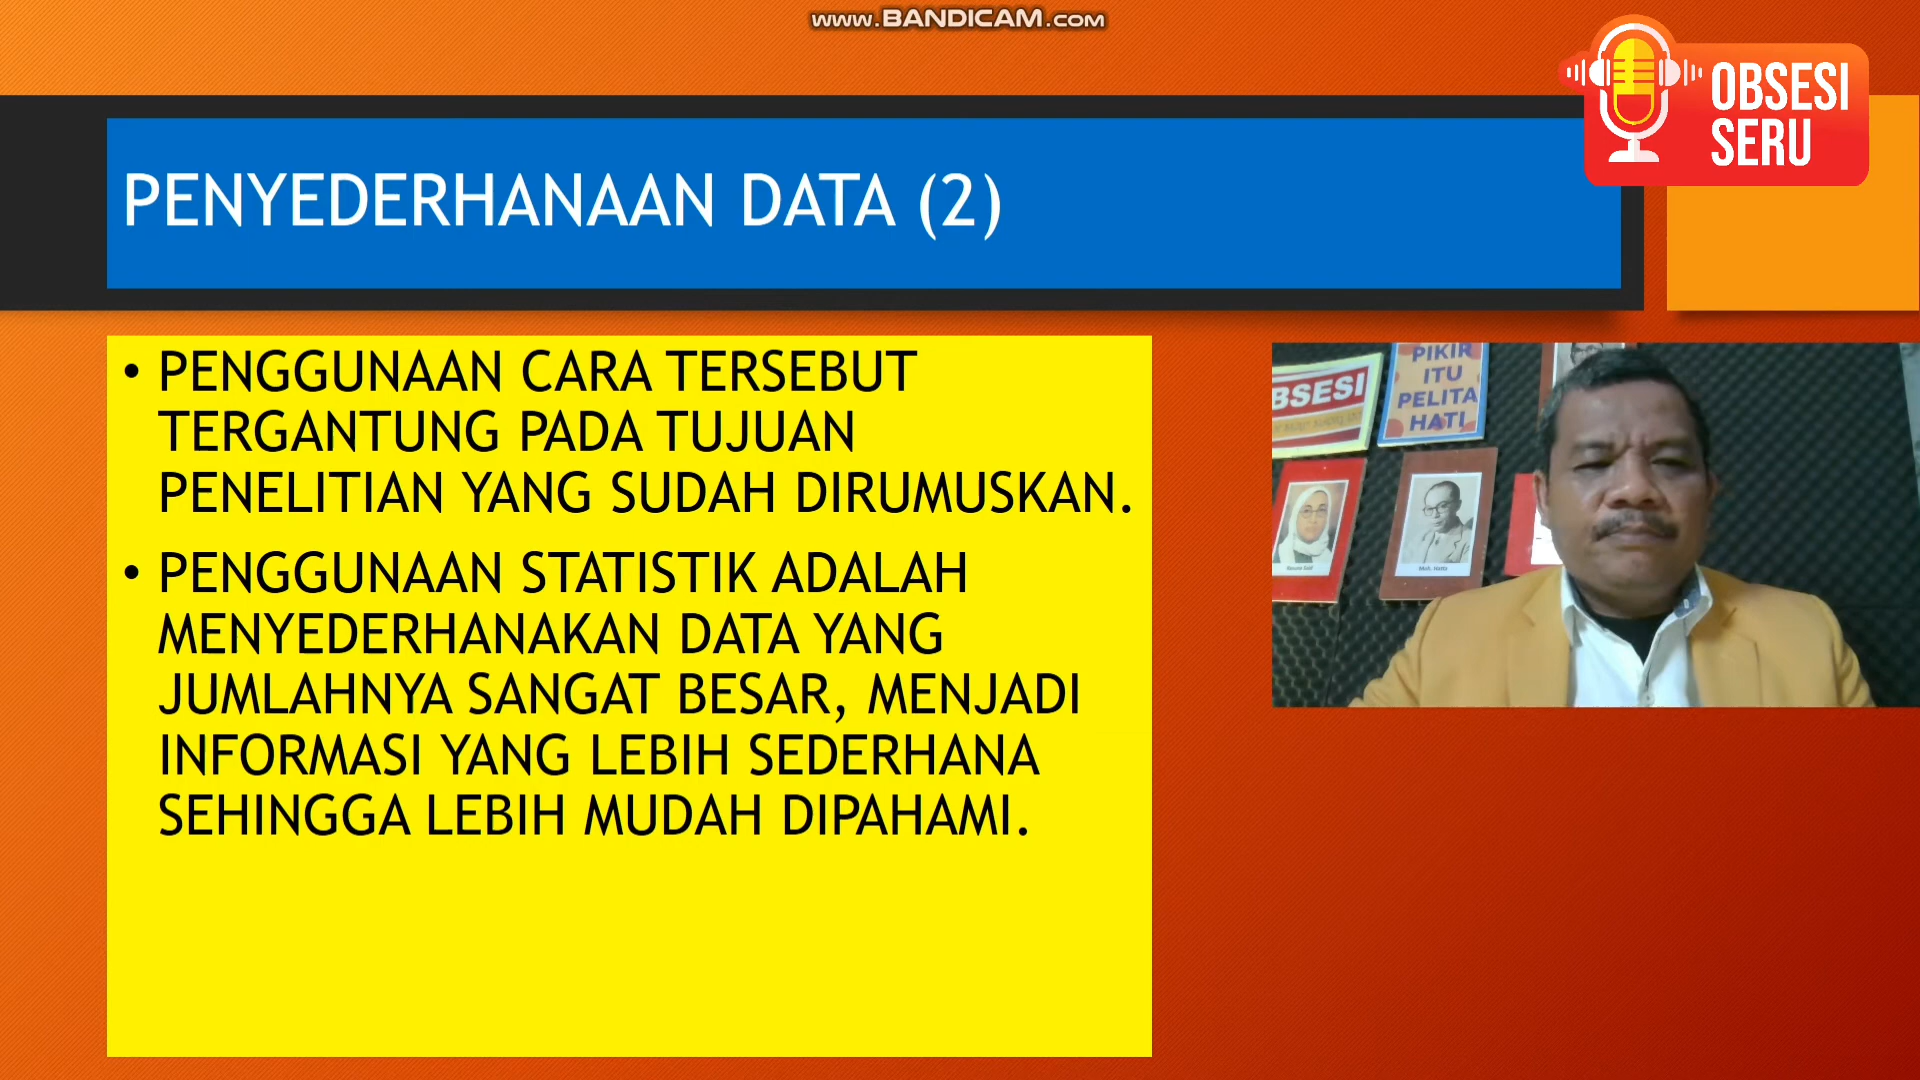 www.BANDICAM.com
OBSESI
SERU
PENYEDERHANAAN DATA (2)
• PENGGUNAAN CARA TERSEBUT
TERGANTUNG PADA TUJUAN
PENELITIAN YANG SUDAH DIRUMUSKAN.
• PENGGUNAAN STATISTIK ADALAH
MENYEDERHANAKAN DATA YANG
JUMLAHNYA SANGAT BESAR, MENJADI
INFORMASI YANG LEBIH SEDERHANA
SEHINGGA LEBIH MUDAH DIPAHAMI.
BSESI
PIKIR
ITU
PELITA
HATI
Moh. Hatta